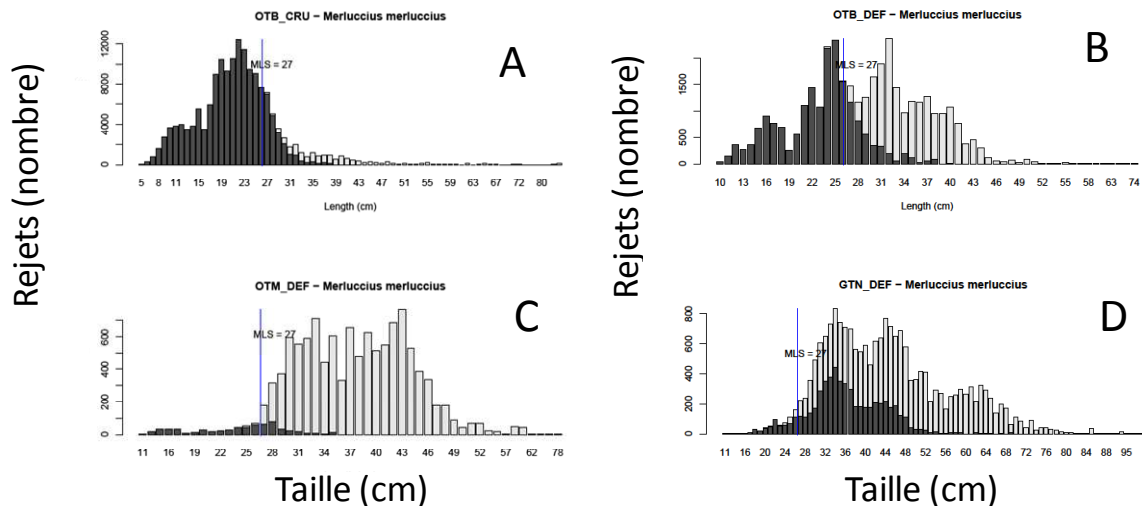 OTB_CRU − Merluccius merluccius
A
MLS = 27
12000
8000
4000
0
5 8 11 15 19 23 27 31 35 39 43 47 51 55 59 63 67 72 80
Length (cm)
Rejets (nombre)
OTB_DEF − Merluccius merluccius
B
MLS = 27
1500
500
0
10 13 16 19 22 25 28 31 34 37 40 43 46 49 52 55 58 63 74
Length (cm)
Rejets (nombre)
OTM_DEF − Merluccius merluccius
C
MLS = 27
600
400
200
0
11 14 16 19 22 25 28 31 34 37 40 43 46 49 52 57 62 78
Taille (cm)
GTN_DEF − Merluccius merluccius
D
MLS = 27
800
600
400
200
0
11 16 20 24 28 32 36 40 44 48 52 56 60 64 68 72 76 80 88 95
Taille (cm)